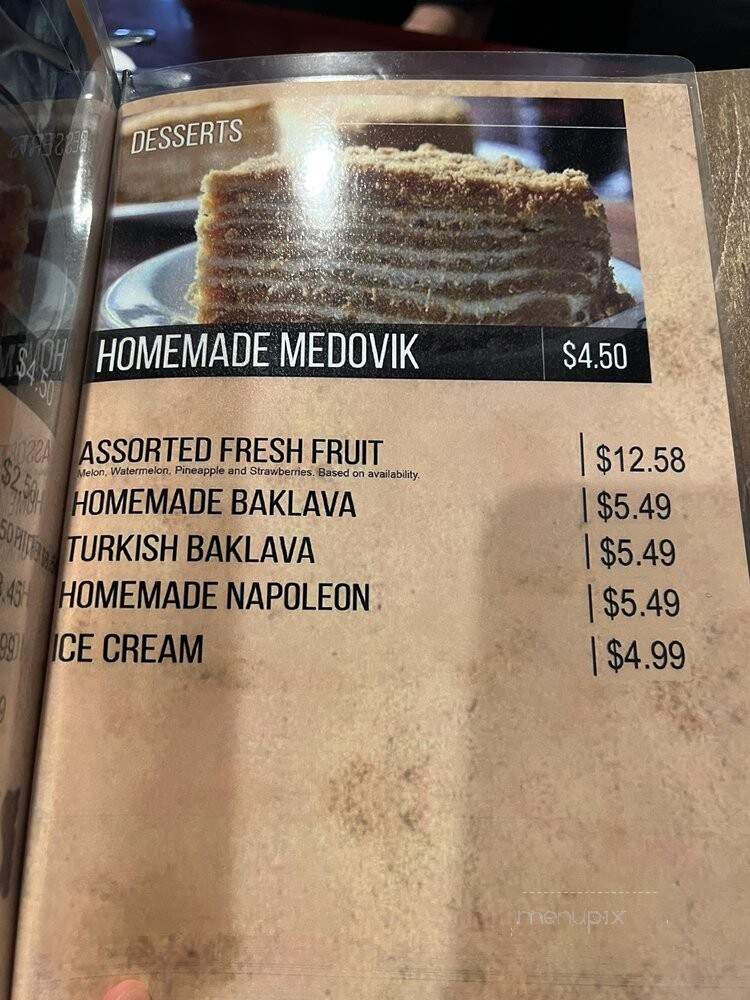 DESSERTS
HOMEMADE MEDOVIK $4.50
ASSORTED FRESH FRUIT $12.58
Melon, Watermelon, Pineapple and Strawberries. Based on availability.
HOMEMADE BAKLAVA $5.49
TURKISH BAKLAVA $5.49
HOMEMADE NAPOLEON $5.49
ICE CREAM $4.99
menupix